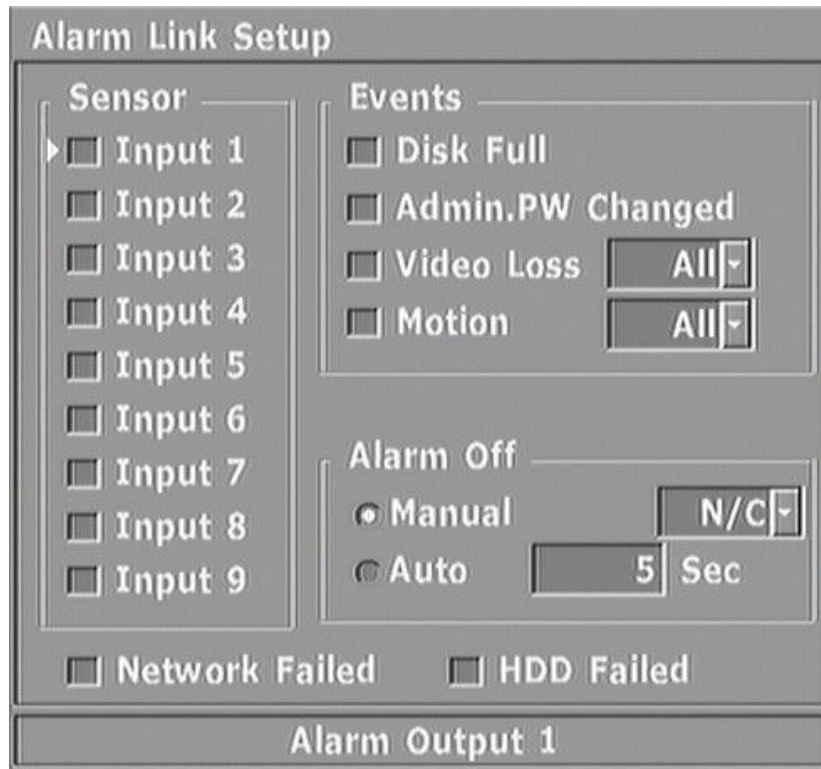 Alarm Link Setup
Sensor
Input 1
Input 2
Input 3
Input 4
Input 5
Input 6
Input 7
Input 8
Input 9
Events
Disk Full
Admin.PW Changed
Video Loss All
Motion All
Alarm Off
Manual N/C
Auto 5 Sec
Network Failed HDD Failed
Alarm Output 1